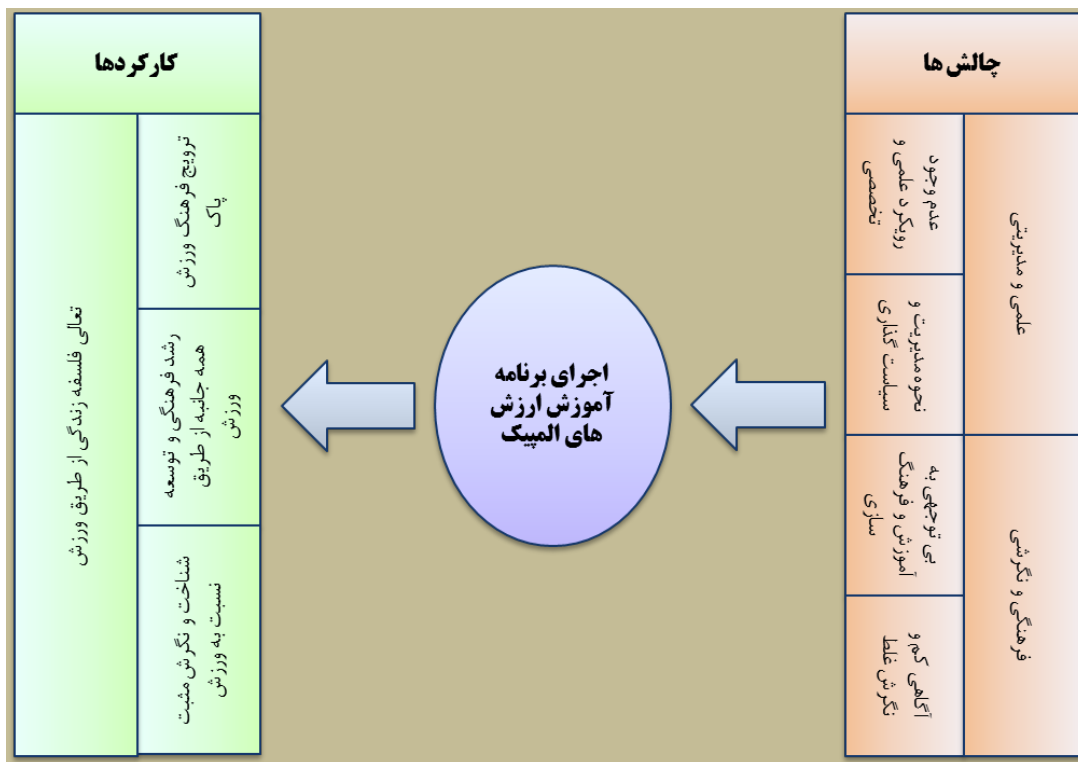 چالش ها
علمی و مدیریتی
عدم وجود
رویکرد علمی و
تخصصی
نحوه مدیریت و
سیاست گذاری
فرهنگی و نگرشی
بی توجهی به
آموزش و فرهنگ
سازی
آگاهی کم و
نگرش غلط
اجرای برنامه
آموزش ارزش
های المپیک
کارکردها
ترویج فرهنگ ورزش
پاک
رشد فرهنگی و توسعه
همه جانبه از طریق
ورزش
شناخت و نگرش مثبت
نسبت به ورزش
تعالی فلسفه زندگی از طریق ورزش